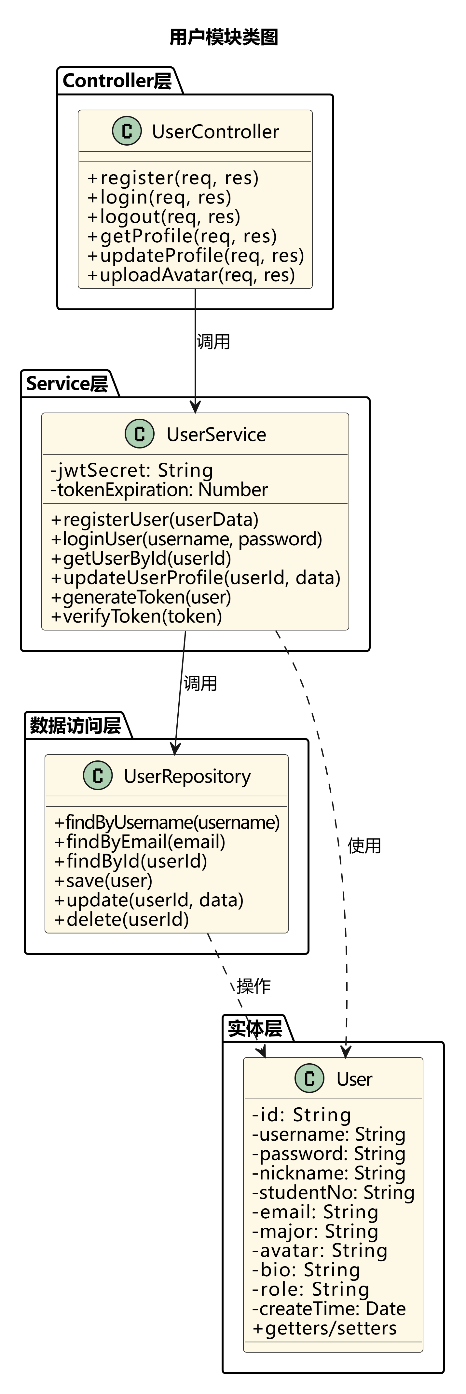 用户模块类图
Controller层
C UserController
+register(req, res)
+login(req, res)
+logout(req, res)
+getProfile(req, res)
+updateProfile(req, res)
+uploadAvatar(req, res)
调用
Service层
C UserService
-jwtSecret: String
-tokenExpiration: Number
+registerUser(userData)
+loginUser(username, password)
+getUserById(userId)
+updateUserProfile(userId, data)
+generateToken(user)
+verifyToken(token)
调用
数据访问层
C UserRepository
+findByUsername(username)
+findByEmail(email)
+findById(userId)
+save(user)
+update(userId, data)
+delete(userId)
使用
操作
实体层
C User
-id: String
-username: String
-password: String
-nickname: String
-studentNo: String
-email: String
-major: String
-avatar: String
-bio: String
-role: String
-createTime: Date
+getters/setters